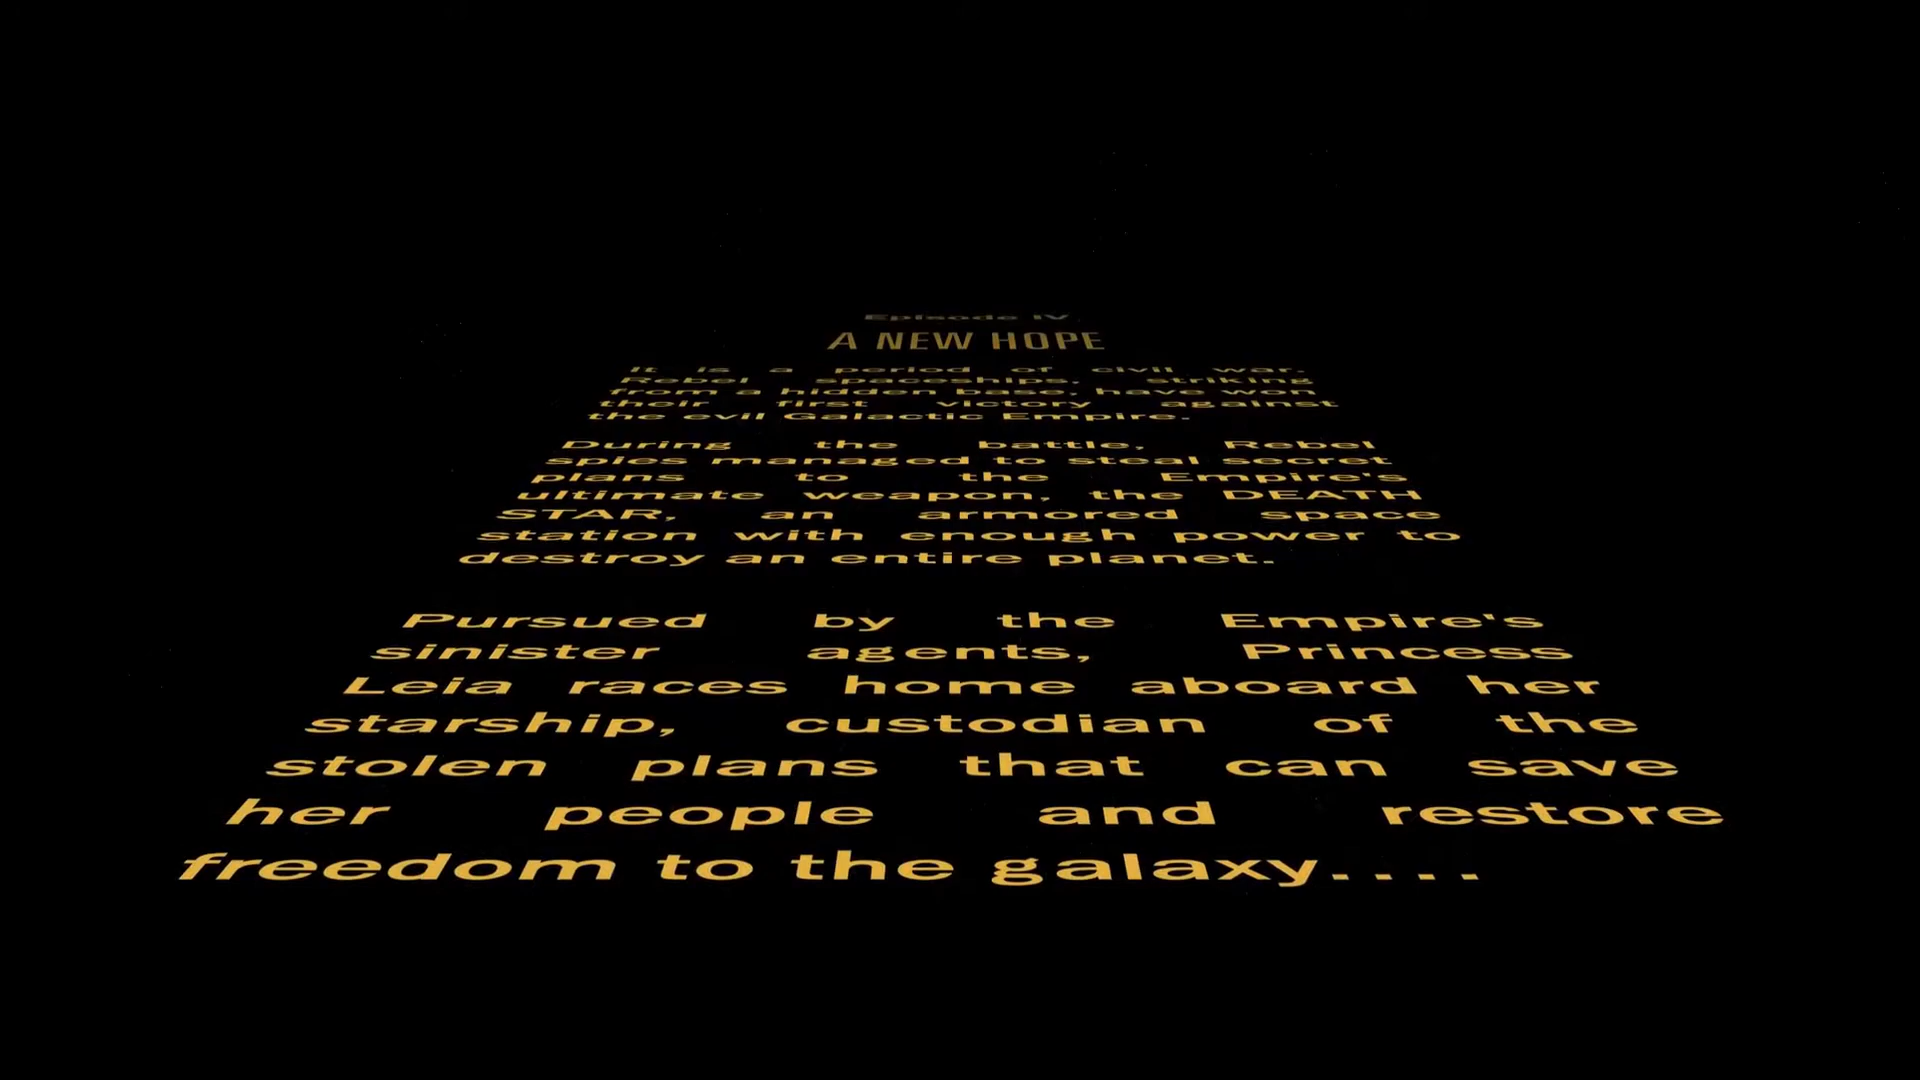 Episode IV
A NEW HOPE
It is a period of civil war.
Rebel spaceships, striking
from a hidden base, have won
their first victory against
the evil Galactic Empire.
During the battle, Rebel
spies managed to steal secret
plans to the Empire's
ultimate weapon, the DEATH
STAR, an armored space
station with enough power to
destroy an entire planet.
Pursued by the Empire's
sinister agents, Princess
Leia races home aboard her
starship, custodian of the
stolen plans that can save
her people and restore
freedom to the galaxy....